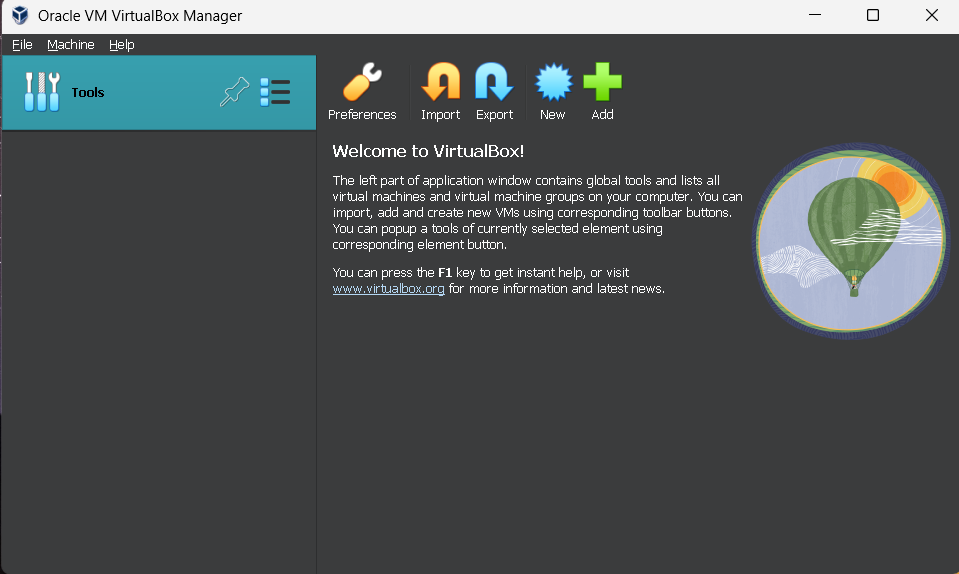 Oracle VM VirtualBox Manager
File Machine Help
Tools
Preferences Import Export New Add
Welcome to VirtualBox!
The left part of application window contains global tools and lists all
virtual machines and virtual machine groups on your computer. You can
import, add and create new VMs using corresponding toolbar buttons.
You can popup a tools of currently selected element using
corresponding element button.
You can press the F1 key to get instant help, or visit
www.virtualbox.org for more information and latest news.